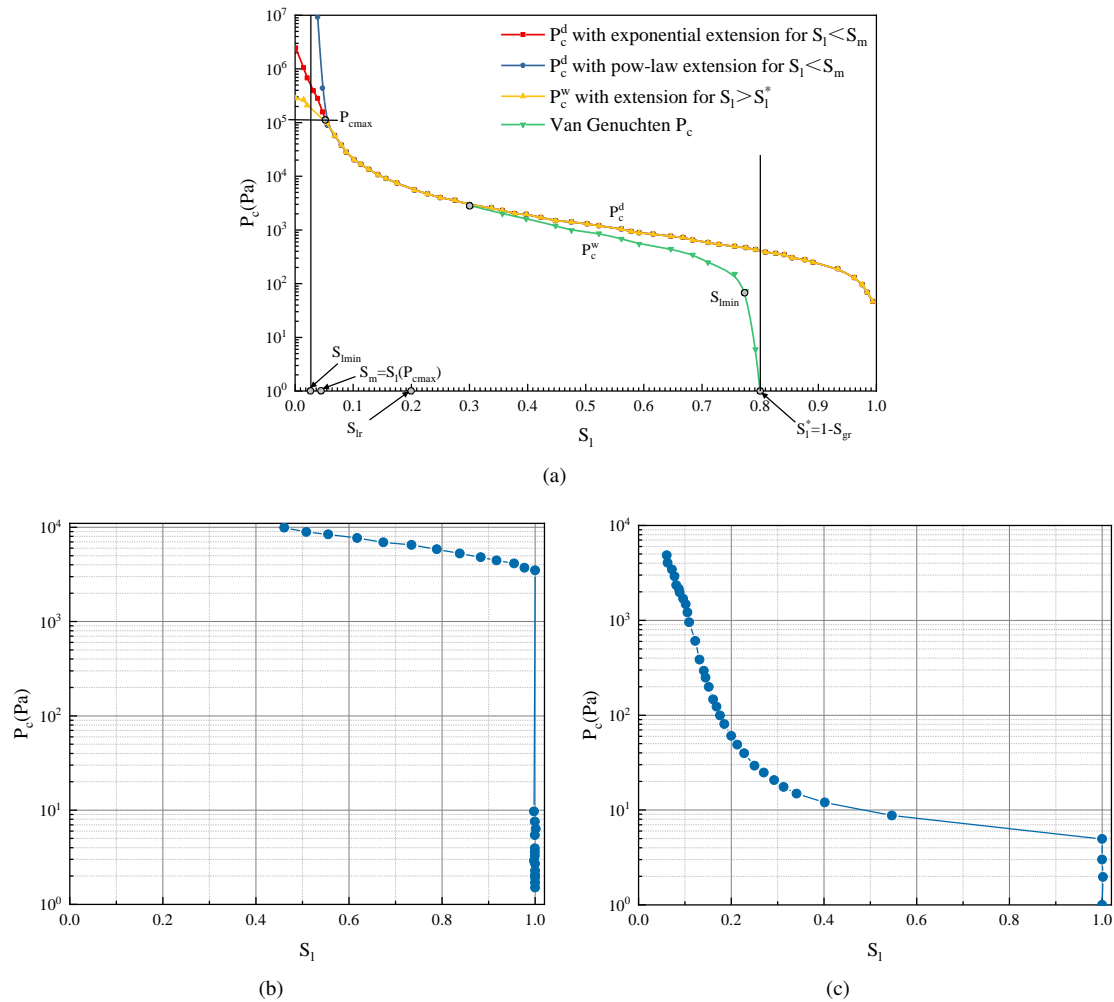 P_c^d with exponential extension for S_l<S_m
P_c^d with pow-law extension for S_l<S_m
P_c^w with extension for S_l>S_l^*
Van Genuchten P_c
10^7
10^6
10^5
10^4
10^3
10^2
10^1
10^0
P_c(Pa)
P_cmax
P_c^d
P_c^w
S_lmin
S_lmin
S_m=S_l(P_cmax)
S_lr
S_l^*=1-S_gr
0.0 0.1 0.2 0.3 0.4 0.5 0.6 0.7 0.8 0.9 1.0
S_l
(a)
10^4
10^3
10^2
10^1
10^0
P_c(Pa)
0.0 0.2 0.4 0.6 0.8 1.0
S_l
(b)
10^4
10^3
10^2
10^1
10^0
P_c(Pa)
0.0 0.2 0.4 0.6 0.8 1.0
S_l
(c)